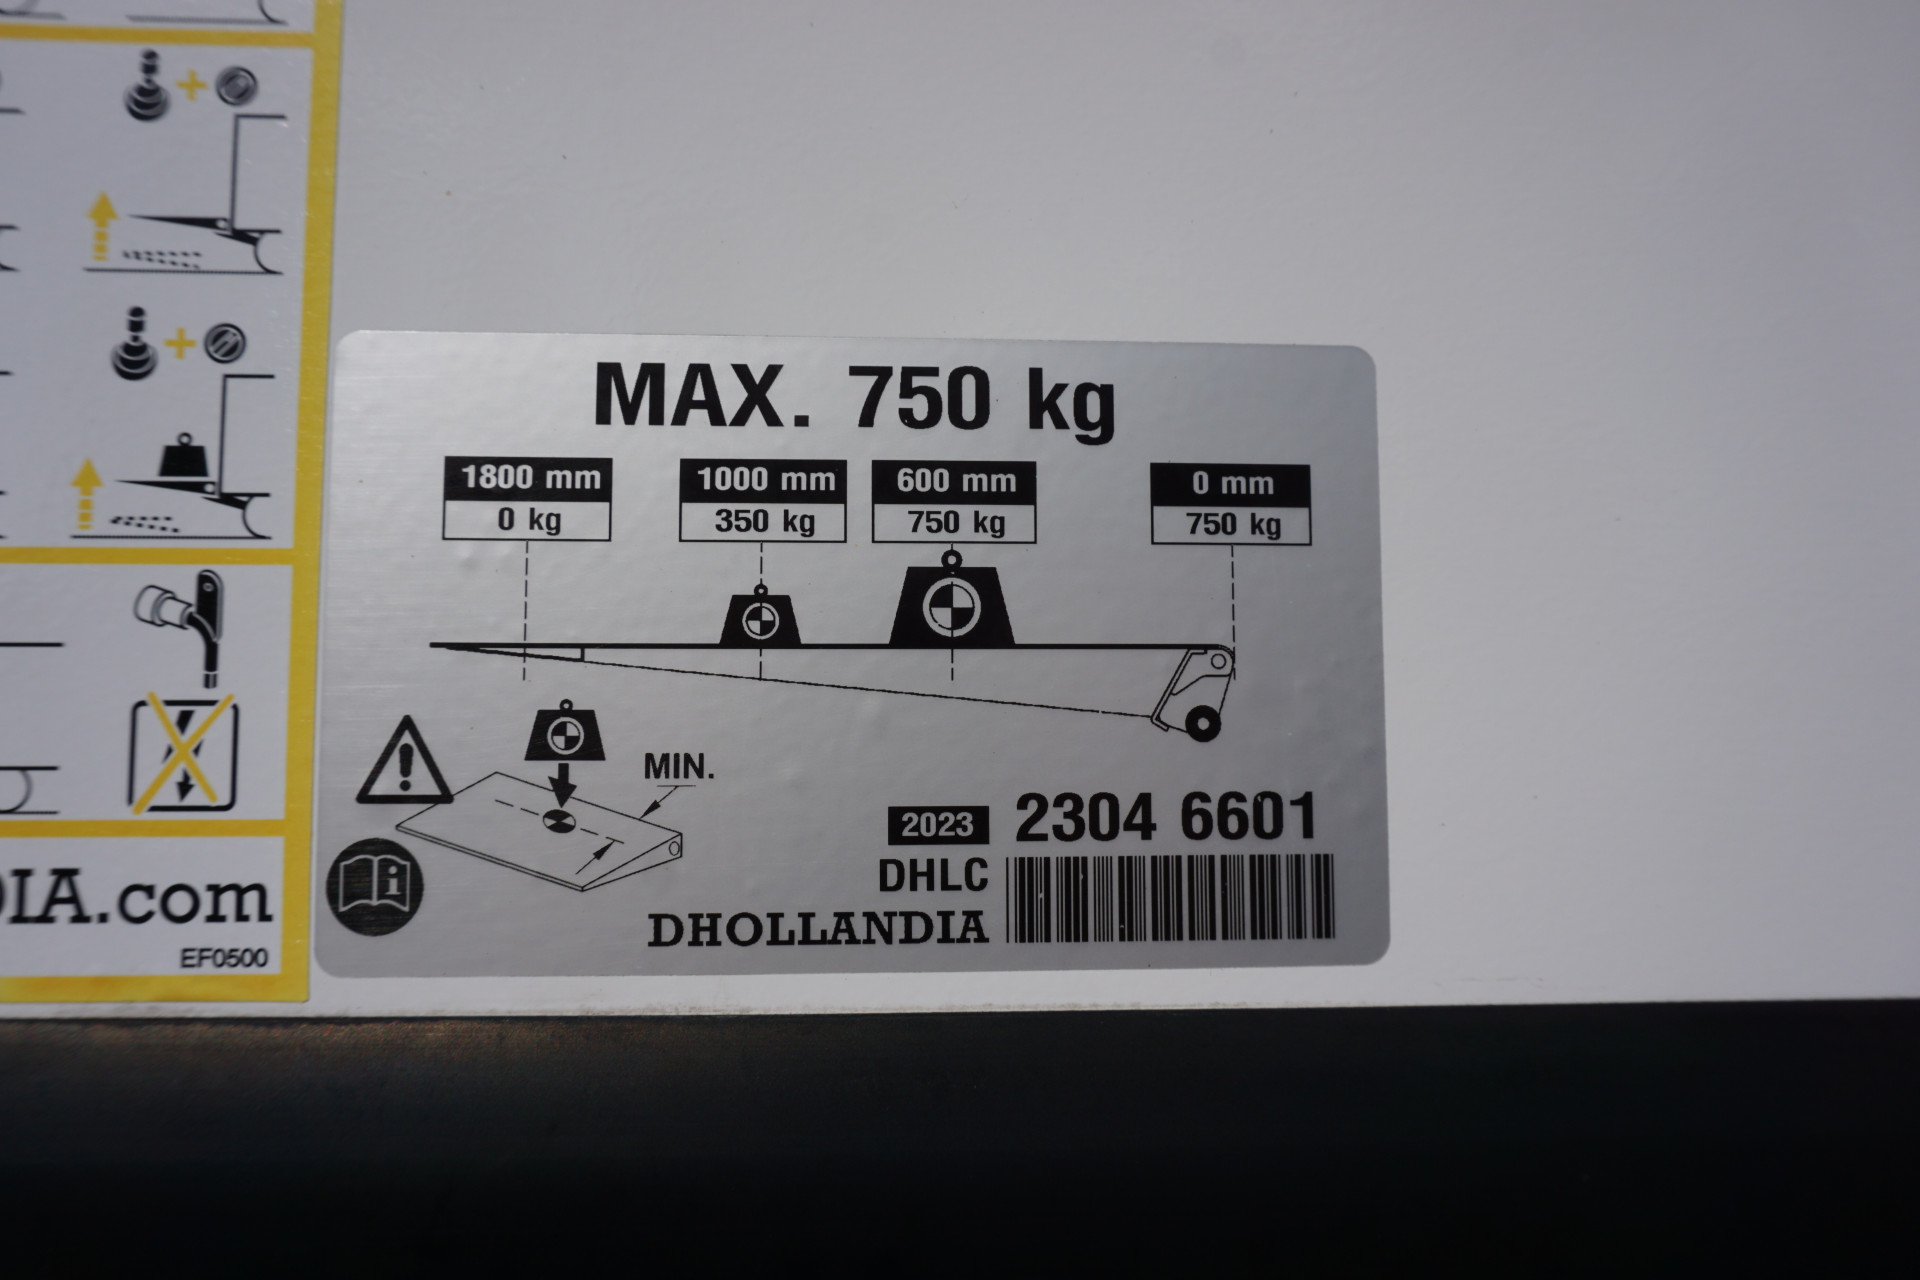 MAX. 750 kg
1800 mm 1000 mm 600 mm 0 mm
0 kg 350 kg 750 kg 750 kg
MIN.
2023 2304 6601
DHLC
DHOLLANDIA
IA.com
EF0500